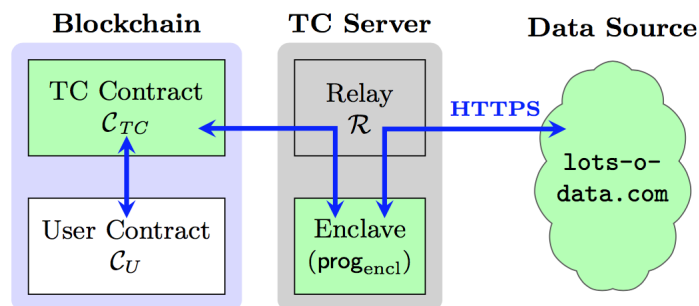 Blockchain
TC Server
Data Source
TC Contract
𝒞_TC
Relay
ℛ
HTTPS
lots-o-
data.com
User Contract
𝒞_U
Enclave
(prog_encl)